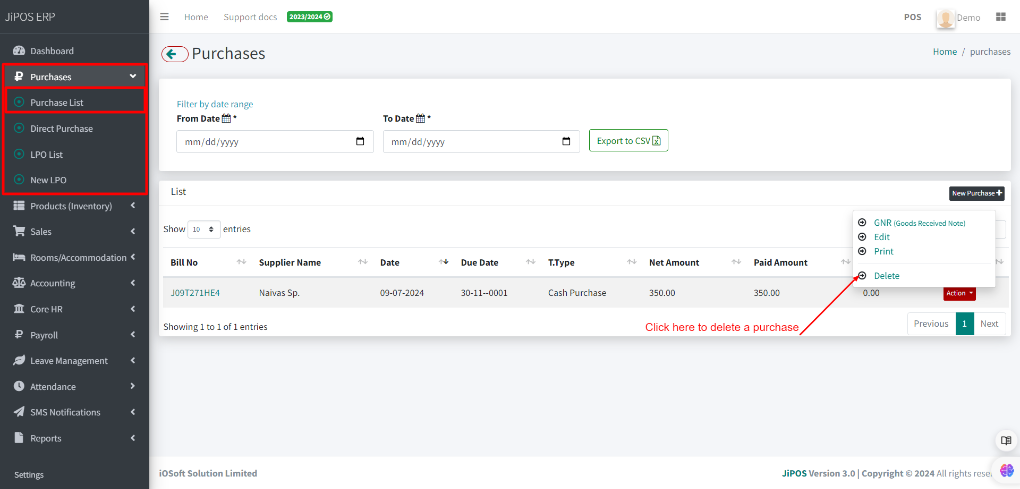 JiPOS ERP
Home Support docs 2023/2024
POS Demo
Dashboard
Purchases
Purchase List
Direct Purchase
LPO List
New LPO
Products (Inventory)
Sales
Rooms/Accommodation
Accounting
Core HR
Payroll
Leave Management
Attendance
SMS Notifications
Reports
Settings
Purchases
Home / purchases
Filter by date range
From Date * To Date *
mm/dd/yyyy mm/dd/yyyy Export to CSV
List
New Purchase +
Show 10 entries
GNR (Goods Received Note)
Edit
Print
Delete
Bill No Supplier Name Date Due Date T.Type Net Amount Paid Amount
J09T271HE4 Naivas Sp. 09-07-2024 30-11--0001 Cash Purchase 350.00 350.00 0.00 Action
Showing 1 to 1 of 1 entries
Click here to delete a purchase
Previous 1 Next
iOSoft Solution Limited
JiPOS Version 3.0 | Copyright © 2024 All rights